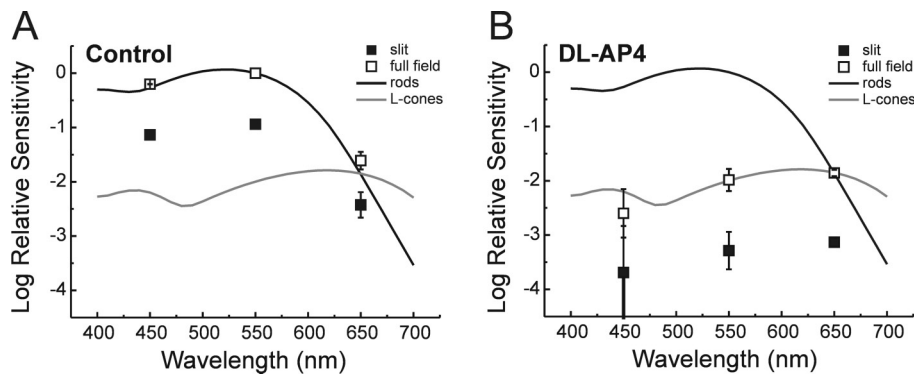 A
Control
slit
full field
rods
L-cones
0
-1
-2
-3
-4
Log Relative Sensitivity
400 450 500 550 600 650 700
Wavelength (nm)
B
DL-AP4
slit
full field
rods
L-cones
0
-1
-2
-3
-4
Log Relative Sensitivity
400 450 500 550 600 650 700
Wavelength (nm)